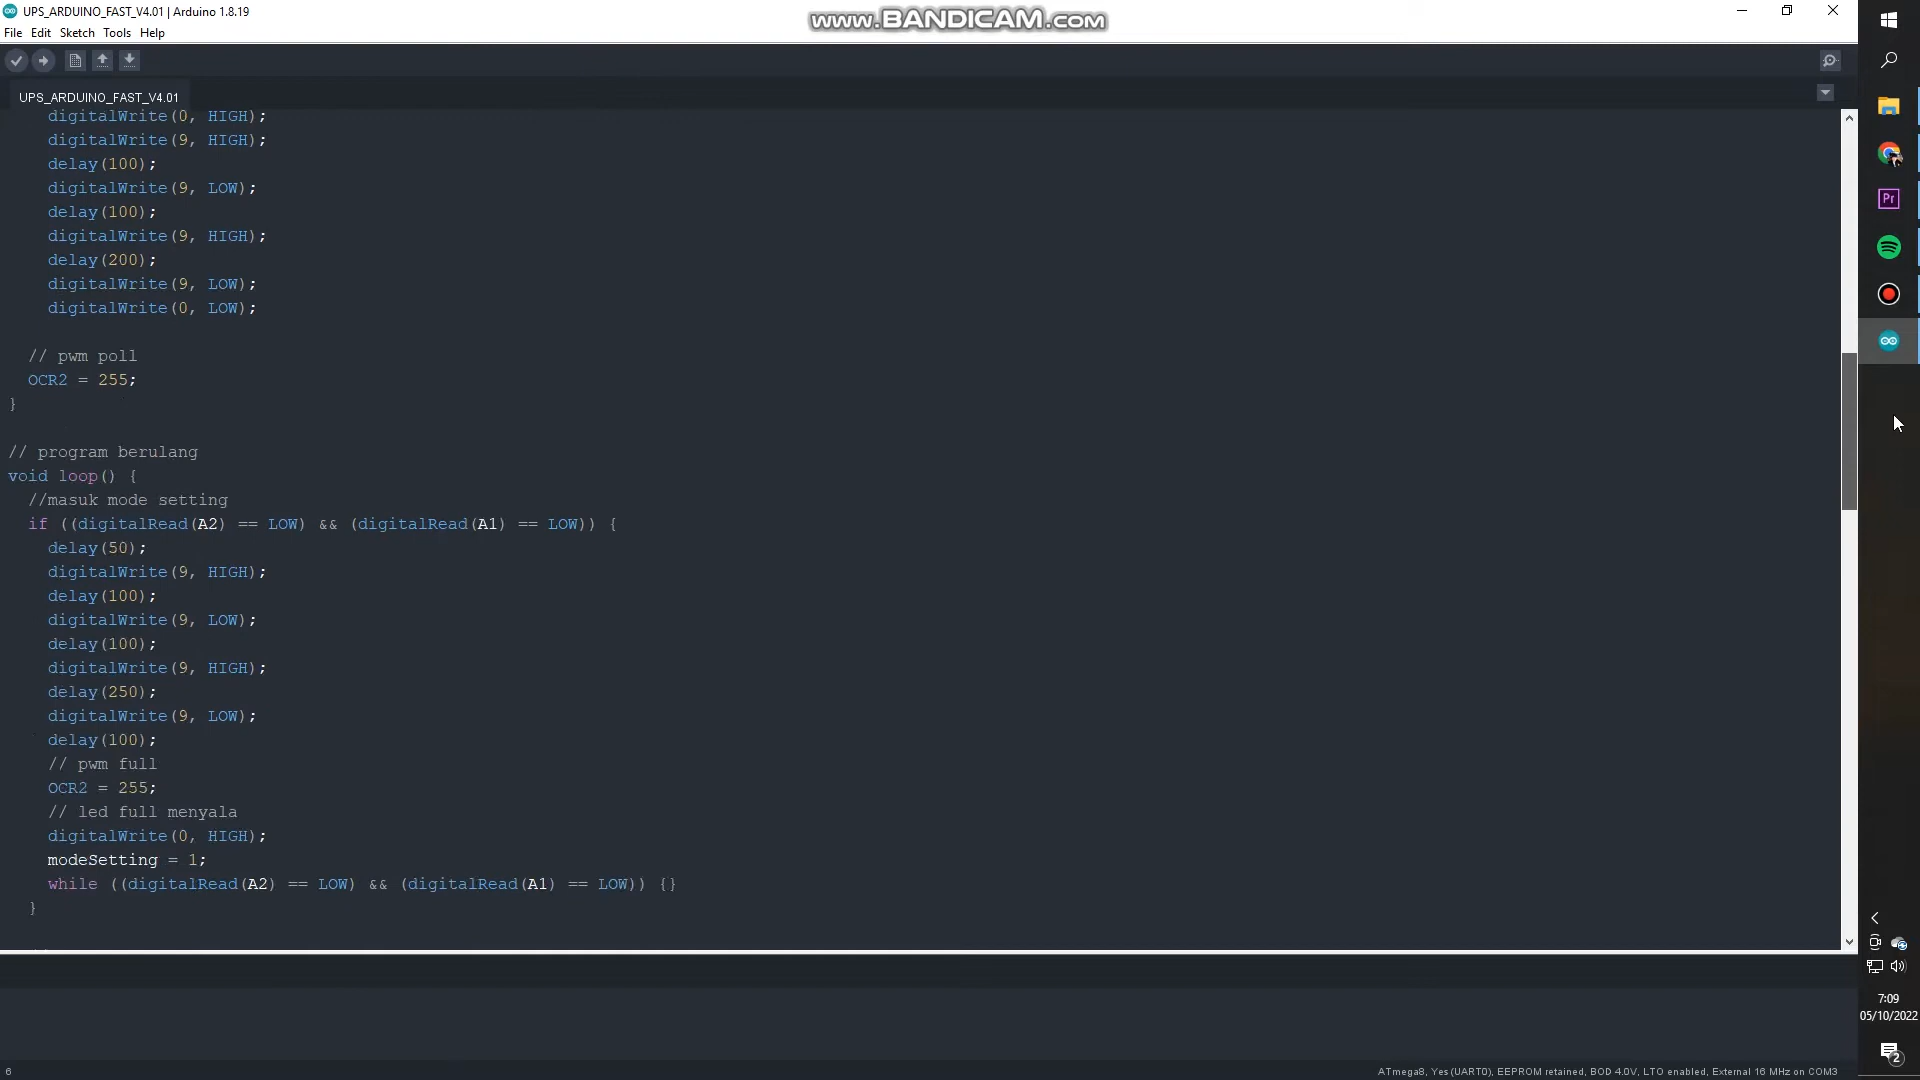 UPS_ARDUINO_FAST_V4.01 | Arduino 1.8.19
www.BANDICAM.com
File Edit Sketch Tools Help
UPS_ARDUINO_FAST_V4.01
digitalWrite(0, HIGH);
digitalWrite(9, HIGH);
delay(100);
digitalWrite(9, LOW);
delay(100);
digitalWrite(9, HIGH);
delay(200);
digitalWrite(9, LOW);
digitalWrite(0, LOW);
// pwm poll
OCR2 = 255;
}
// program berulang
void loop() {
//masuk mode setting
if ((digitalRead(A2) == LOW) && (digitalRead(A1) == LOW)) {
delay(50);
digitalWrite(9, HIGH);
delay(100);
digitalWrite(9, LOW);
delay(100);
digitalWrite(9, HIGH);
delay(250);
digitalWrite(9, LOW);
delay(100);
// pwm full
OCR2 = 255;
// led full menyala
digitalWrite(0, HIGH);
modeSetting = 1;
while ((digitalRead(A2) == LOW) && (digitalRead(A1) == LOW)) {}
}
6
ATmega8, Yes (UART0), EEPROM retained, BOD 4.0V, LTO enabled, External 16 MHz on COM3
Pr
7:09
05/10/2022
2